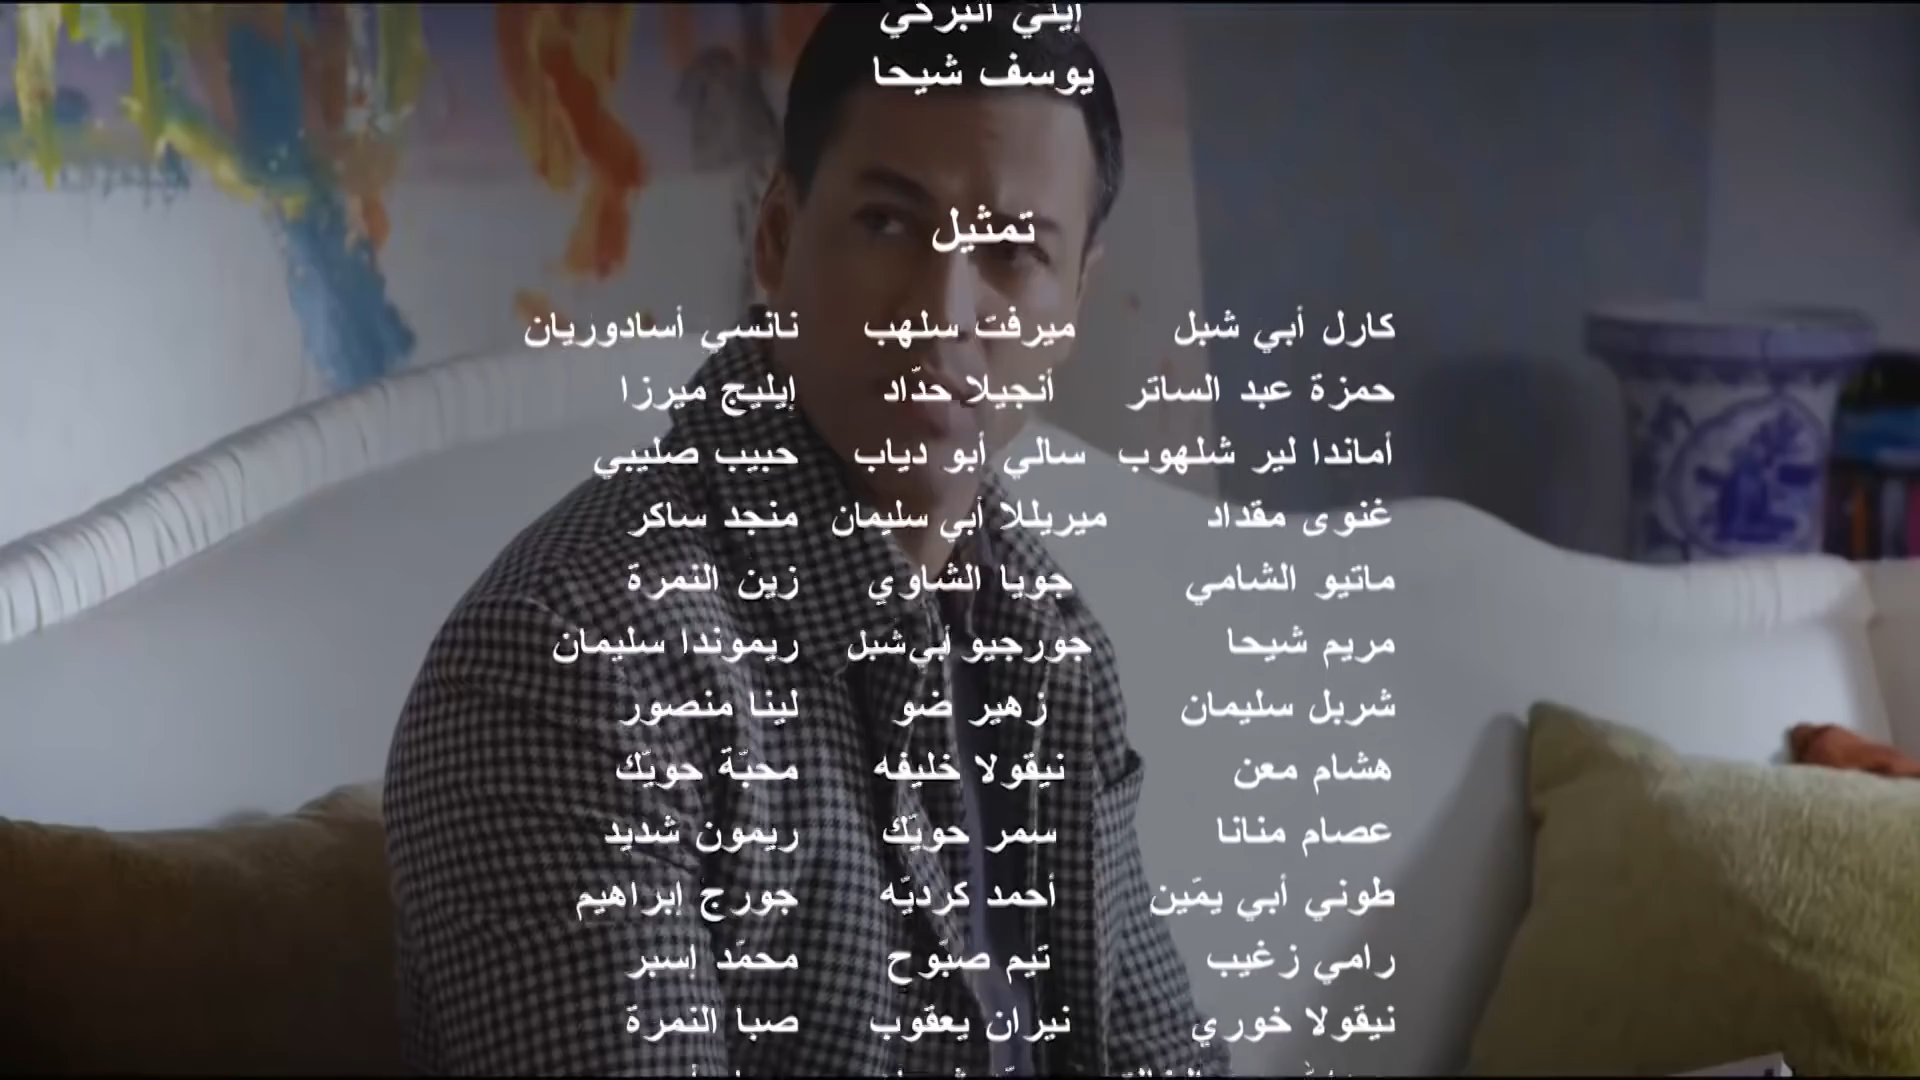 إيلي البركي
يوسف شيحا
تمثيل
كارل أبي شبل ميرفت سلهب نانسي أسادوريان
حمزة عبد الساتر أنجيلا حدّاد إيليج ميرزا
أماندا لير شلهوب سالي أبو دياب حبيب صليبي
غنوى مقداد ميريللا أبي سليمان منجد ساكر
ماتيو الشامي جويا الشاوي زين النمرة
مريم شيحا جورجيو أبي شبل ريموندا سليمان
شربل سليمان زهير ضو لينا منصور
هشام معن نيقولا خليفه محبّة حويّك
عصام منانا سمر حويّك ريمون شديد
طوني أبي يمّين أحمد كرديّه جورج إبراهيم
رامي زغيب تيم صبّوح محمّد اسبر
نيقولا خوري نيران يعقوب صبا النمرة